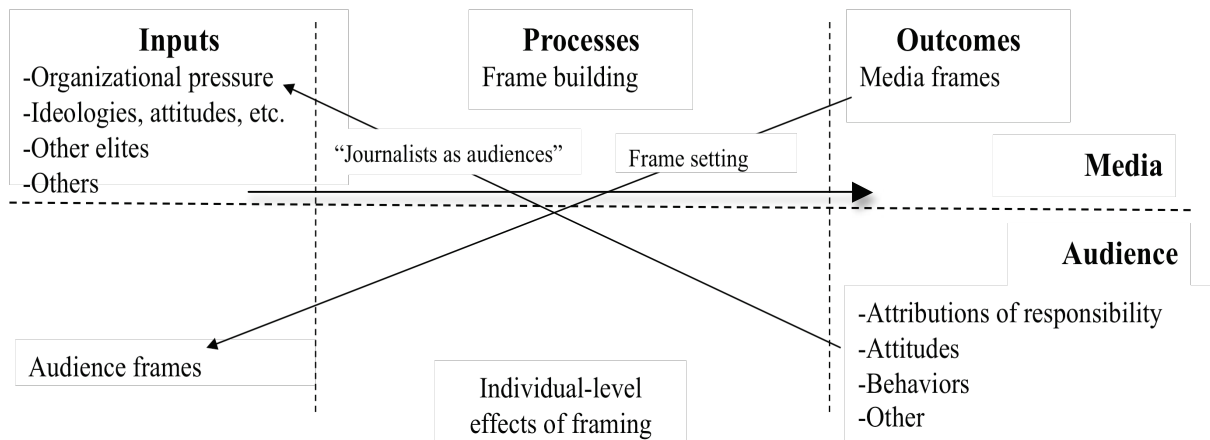 Inputs
-Organizational pressure
-Ideologies, attitudes, etc.
-Other elites
-Others
Processes
Frame building
Outcomes
Media frames
“Journalists as audiences”
Frame setting
Media
Audience
Audience frames
Individual-level
effects of framing
-Attributions of responsibility
-Attitudes
-Behaviors
-Other